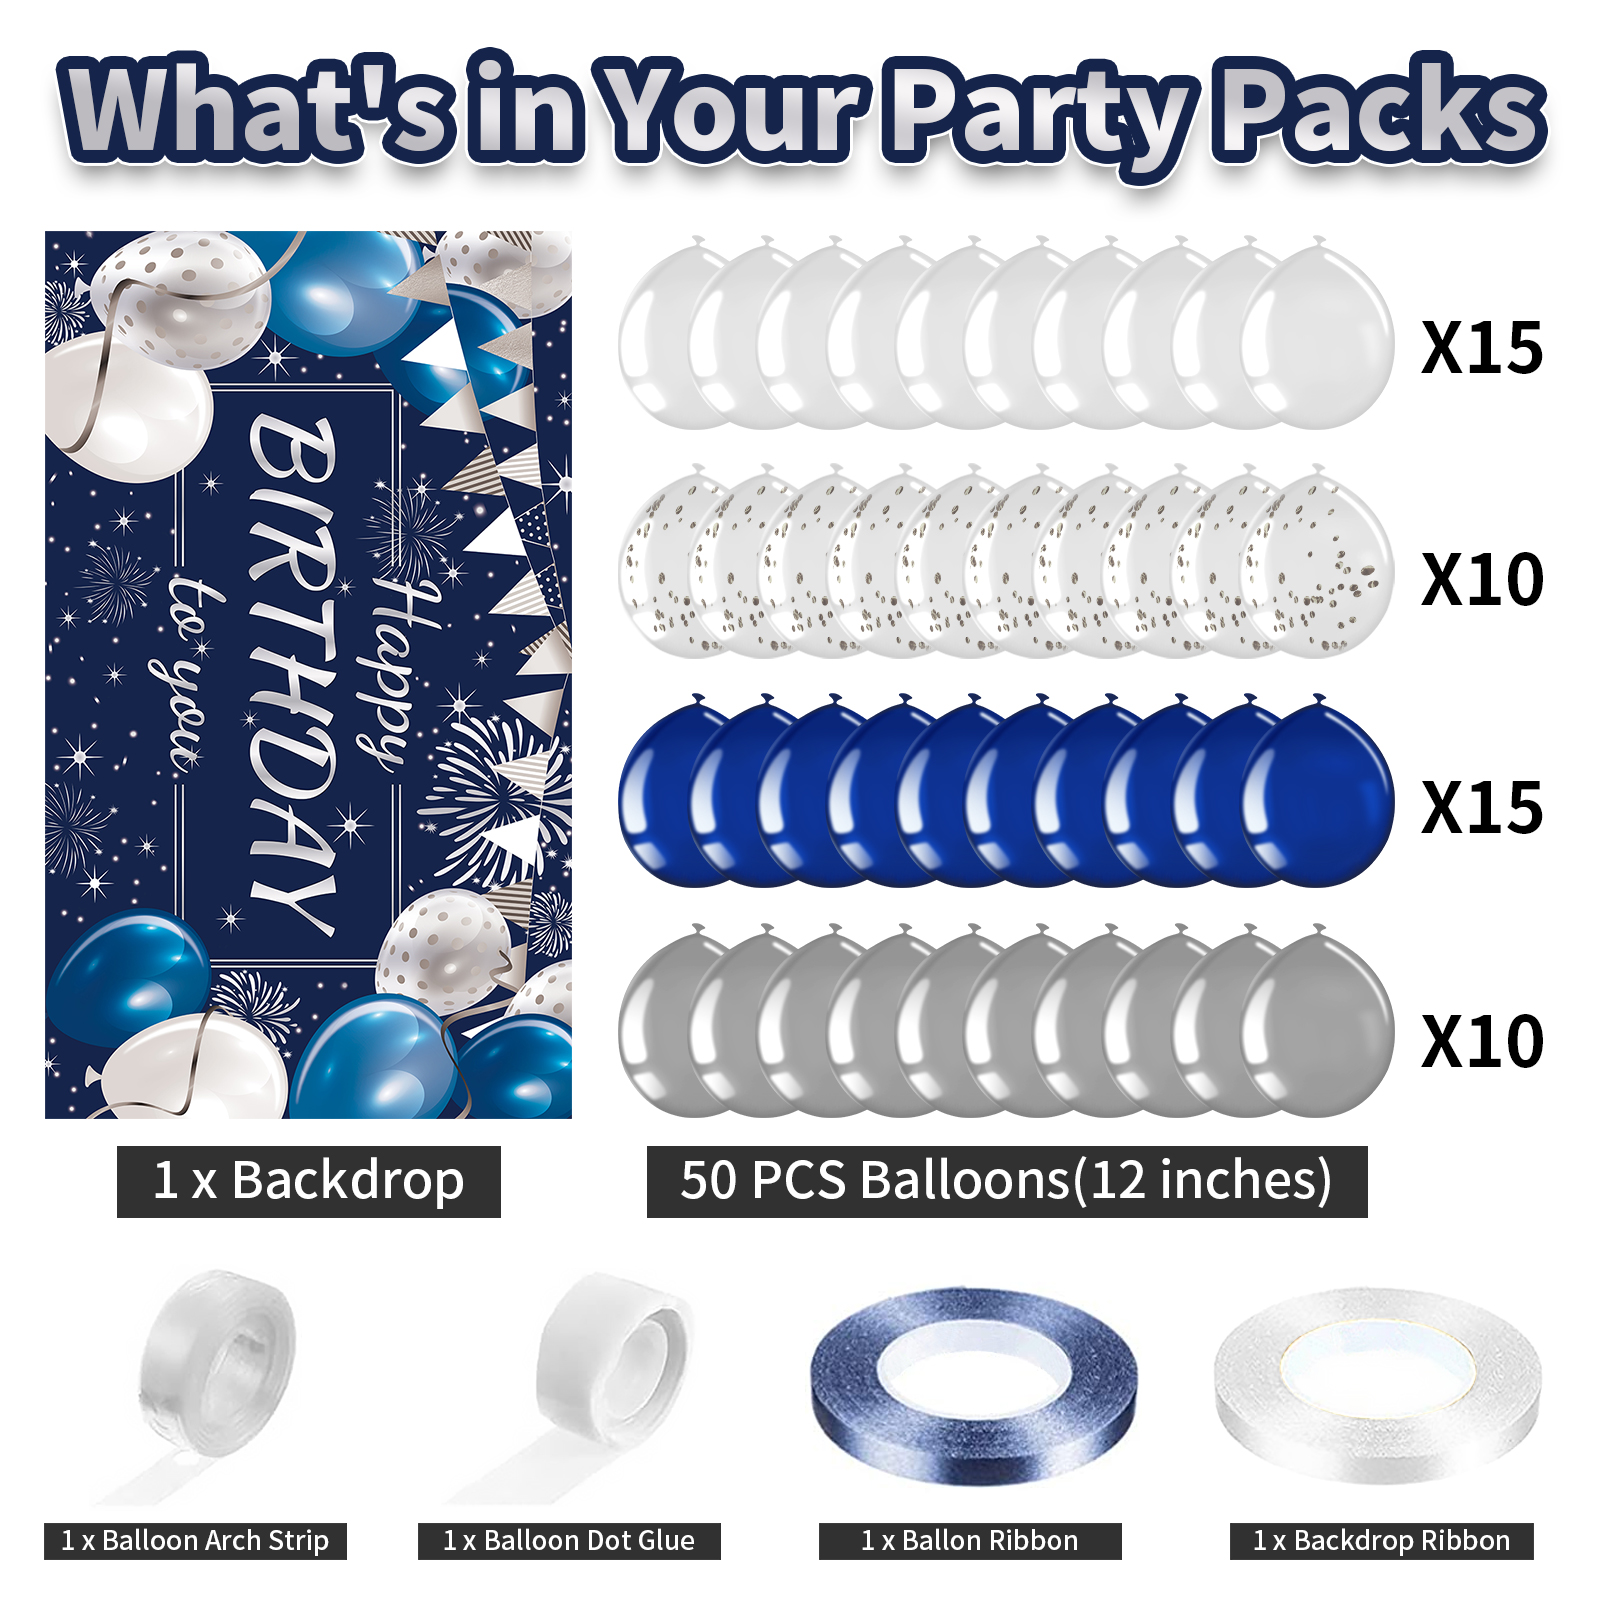 What's in Your Party Packs
Happy
BIRTHDAY
to you
X15
X10
X15
X10
1 x Backdrop
50 PCS Balloons(12 inches)
1 x Balloon Arch Strip
1 x Balloon Dot Glue
1 x Ballon Ribbon
1 x Backdrop Ribbon